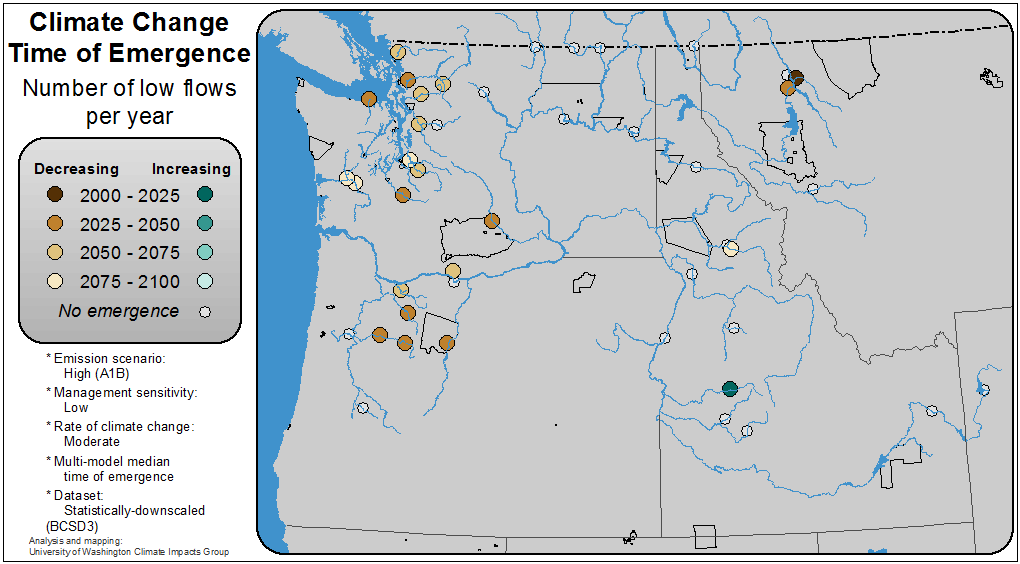 Climate Change
Time of Emergence
Number of low flows
per year
Decreasing Increasing
2000 - 2025
2025 - 2050
2050 - 2075
2075 - 2100
No emergence
* Emission scenario:
High (A1B)
* Management sensitivity:
Low
* Rate of climate change:
Moderate
* Multi-model median
time of emergence
* Dataset:
Statistically-downscaled
(BCSD3)
Analysis and mapping:
University of Washington Climate Impacts Group